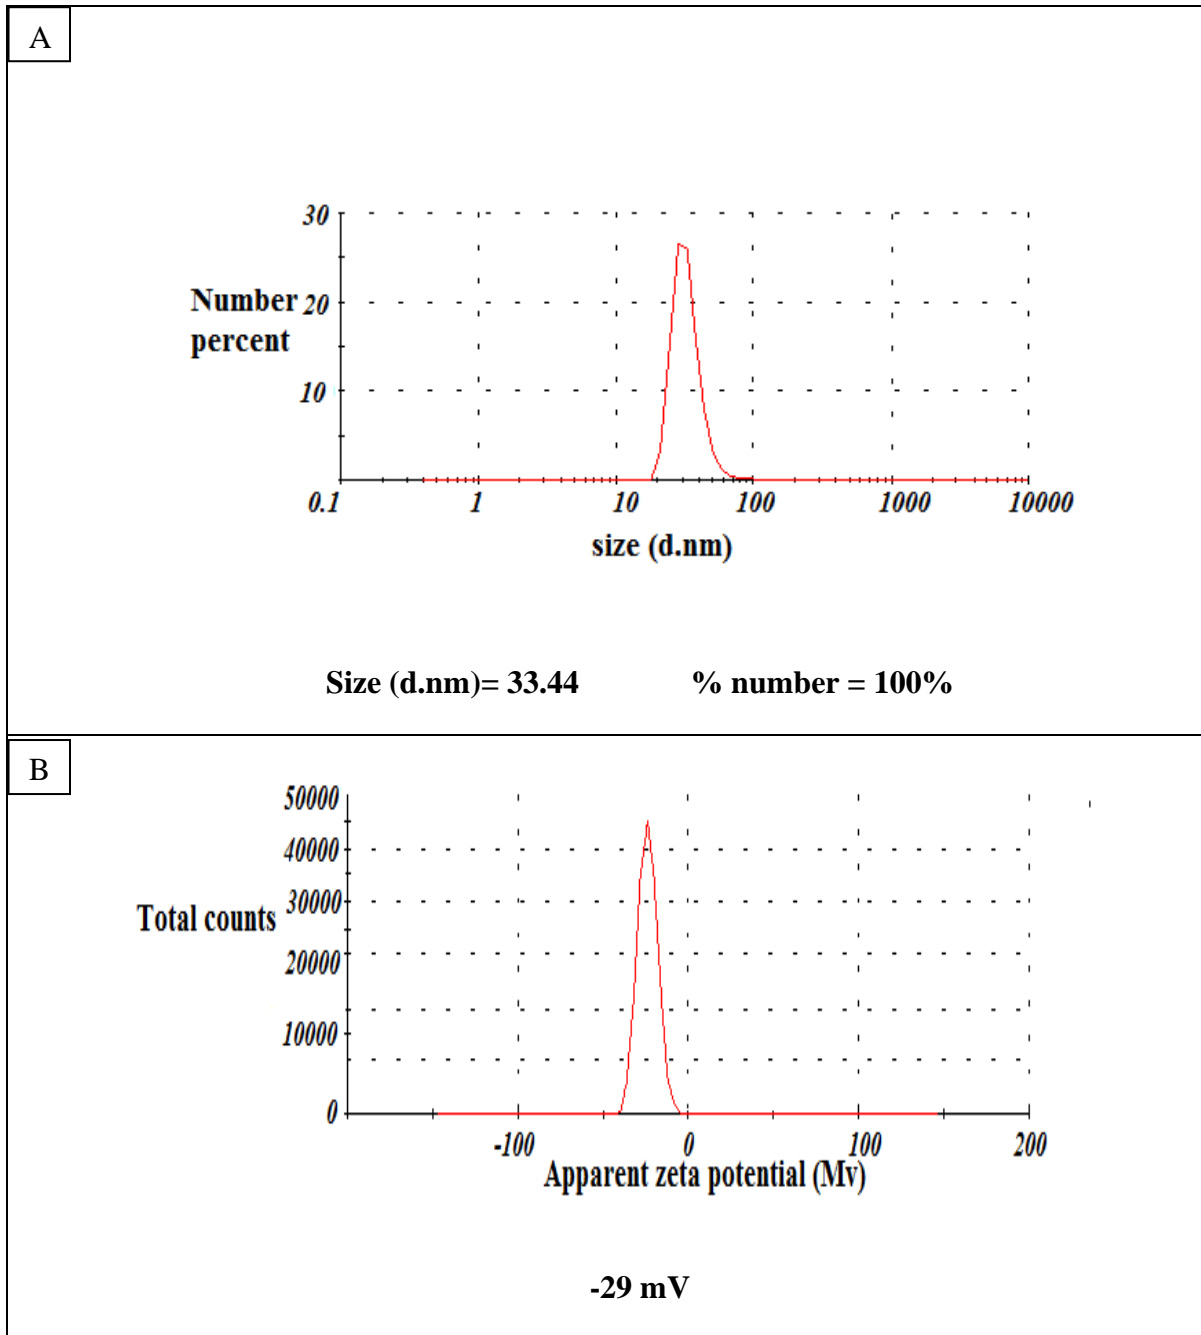 A
30
Number
percent
20
10
0.1
1
10
100
1000
10000
size (d.nm)
Size (d.nm)= 33.44 % number = 100%
B
50000
40000
Total counts
30000
20000
10000
0
-100
0
100
200
Apparent zeta potential (Mv)
-29 mV